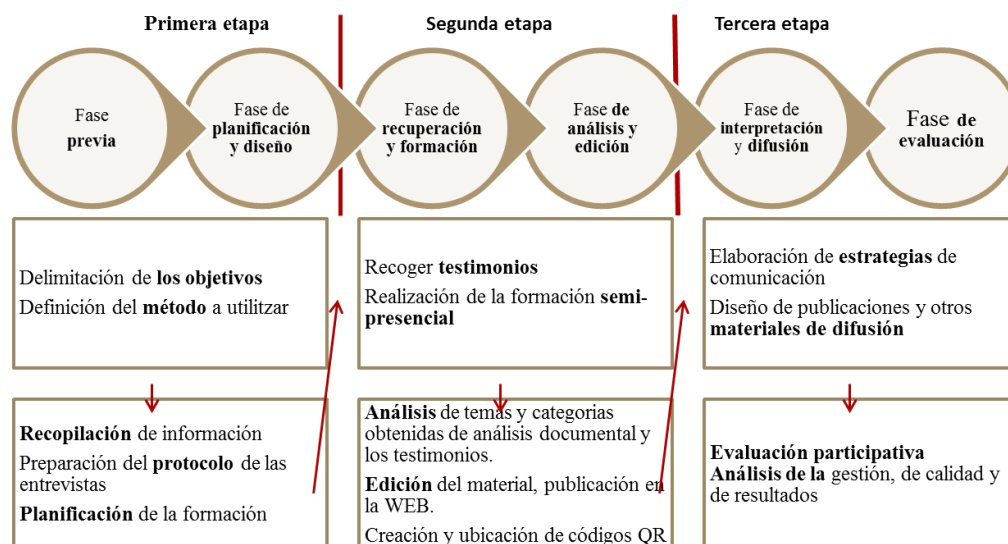 Primera etapa
Segunda etapa
Tercera etapa
Fase
previa
Fase de
planificación
y diseño
Fase de
recuperación
y formación
Fase de
análisis y
edición
Fase de
interpretación
y difusión
Fase de
evaluación
Delimitación de los objetivos
Definición del método a utilitzar
Recoger testimonios
Realización de la formación semi-
presencial
Elaboración de estrategias de
comunicación
Diseño de publicaciones y otros
materiales de difusión
Recopilación de información
Preparación del protocolo de las
entrevistas
Planificación de la formación
Análisis de temas y categorias
obtenidas de análisis documental y
los testimonios.
Edición del material, publicación en
la WEB.
Creación y ubicación de códigos QR
Evaluación participativa
Análisis de la gestión, de calidad y
de resultados